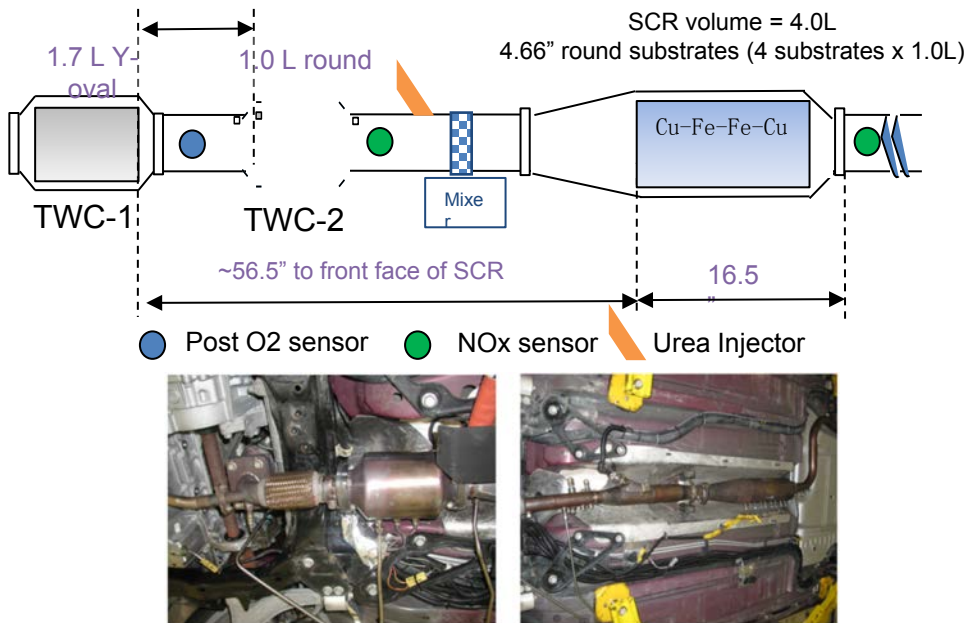 SCR volume = 4.0L
4.66” round substrates (4 substrates x 1.0L)
1.7 L Y-
oval
1.0 L round
Cu-Fe-Fe-Cu
TWC-1
TWC-2
Mixe
r
~56.5” to front face of SCR
16.5
”
Post O2 sensor
NOx sensor
Urea Injector